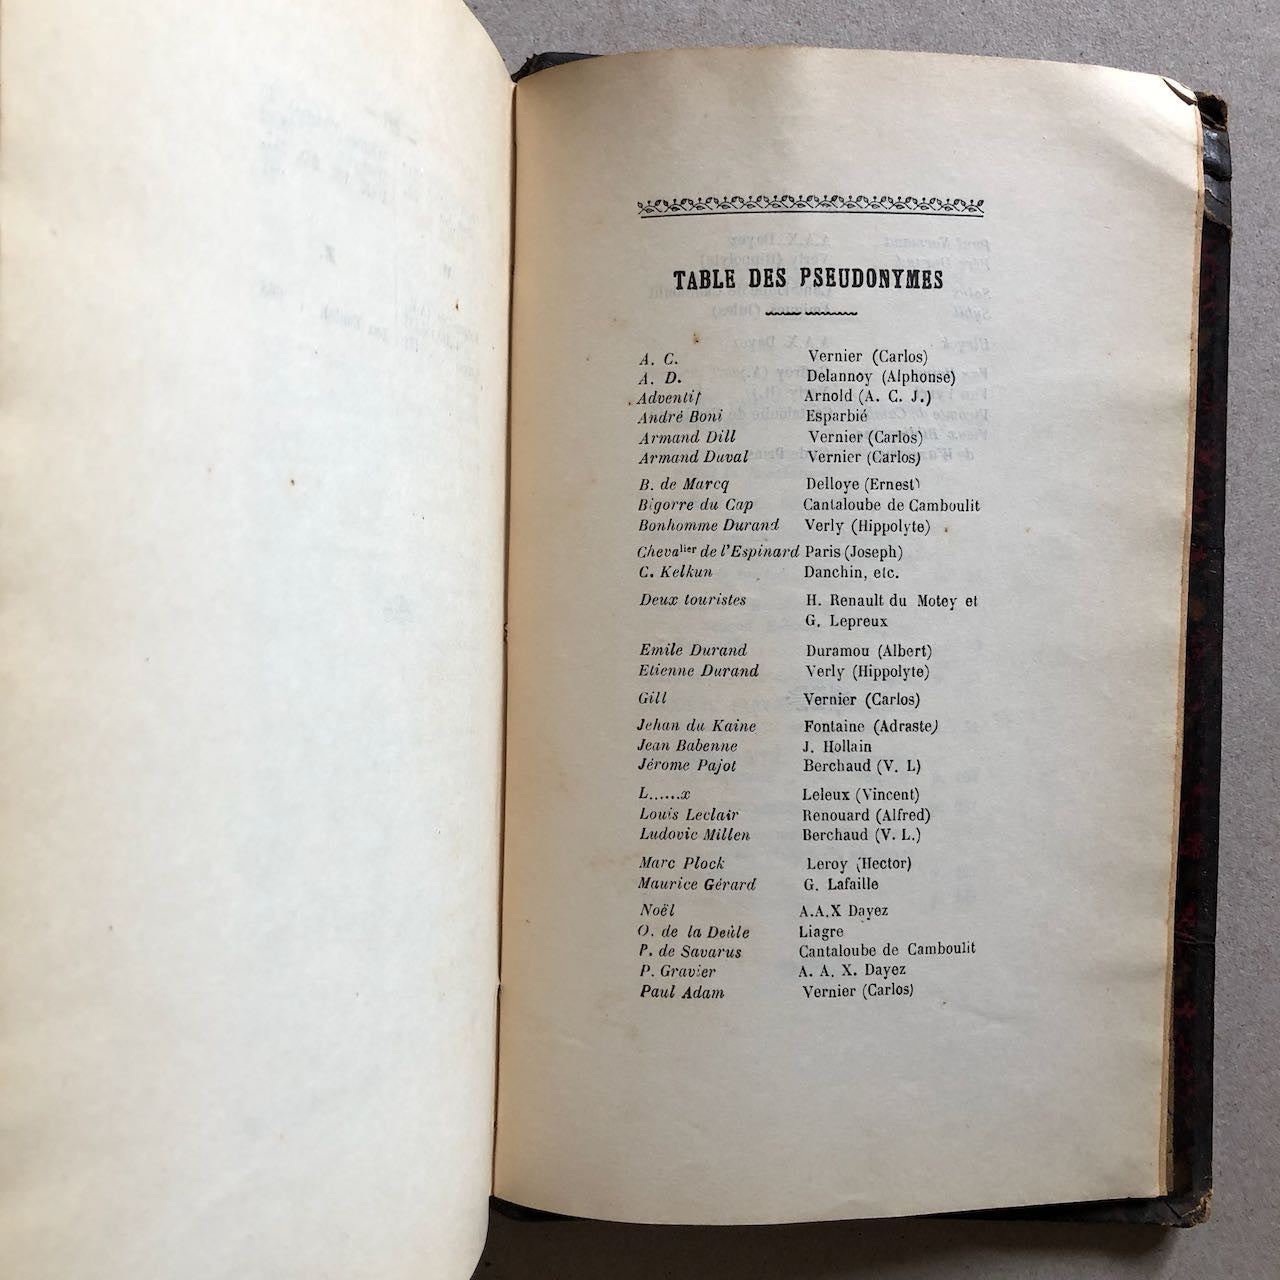 TABLE DES PSEUDONYMES
A. C. Vernier (Carlos)
A. D. Delannoy (Alphonse)
Adventif Arnold (A. C. J.)
André Boni Esparbié
Armand Dill Vernier (Carlos)
Armand Duval Vernier (Carlos)
B. de Marcq Delloye (Ernest)
Bigorre du Cap Cantaloube de Camboulit
Bonhomme Durand Verly (Hippolyte)
Chevalier de l'Espinard Paris (Joseph)
C. Kelkun Danchin, etc.
Deux touristes H. Renault du Motey et
G. Lepreux
Emile Durand Duramou (Albert)
Etienne Durand Verly (Hippolyte)
Gill Vernier (Carlos)
Jehan du Kaine Fontaine (Adraste)
Jean Babenne J. Hollain
Jérome Pajot Berchaud (V. L)
L......x Leleux (Vincent)
Louis Leclair Renouard (Alfred)
Ludovic Millen Berchaud (V. L.)
Marc Plock Leroy (Hector)
Maurice Gérard G. Lafaille
Noël A.A.X Dayez
O. de la Deûle Liagre
P. de Savarus Cantaloube de Camboulit
P. Gravier A. A. X. Dayez
Paul Adam Vernier (Carlos)